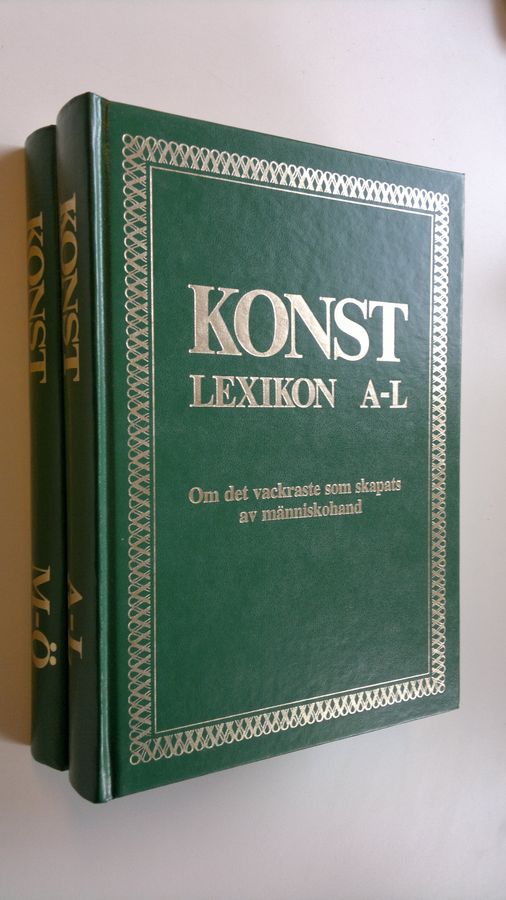 KONST
LEXIKON A-L
Om det vackraste som skapats
av människohand
KONST
A-L
KONST
M-Ö